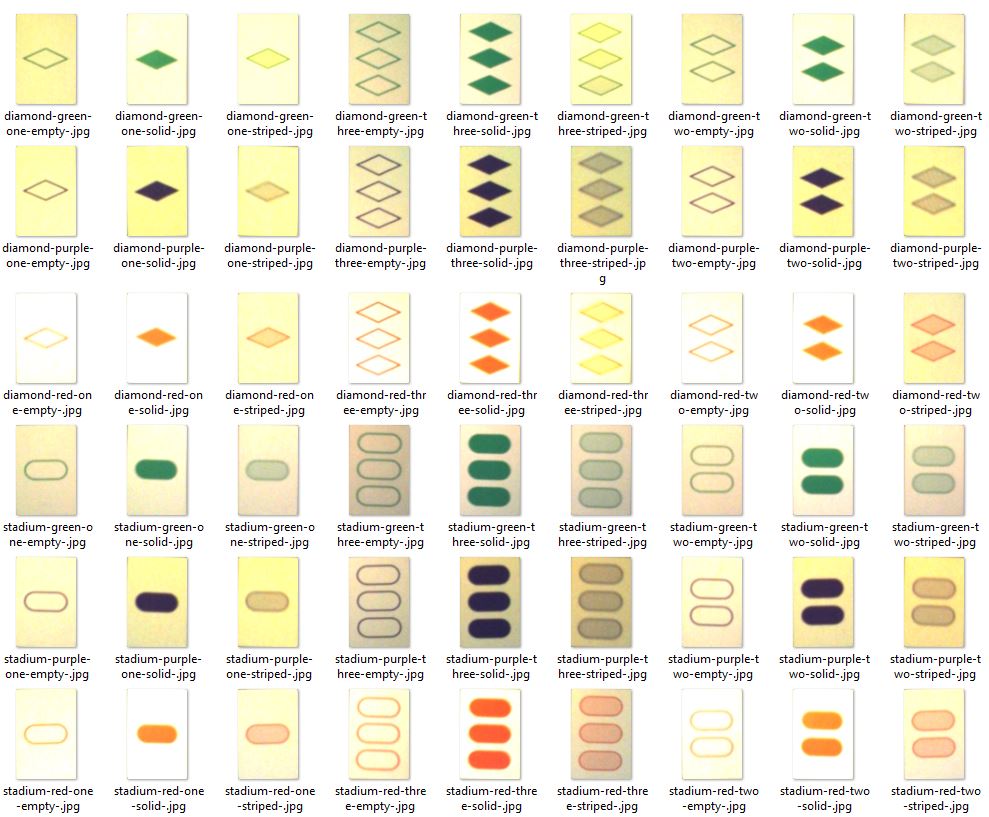 diamond-green-one-empty-.jpg
diamond-green-one-solid-.jpg
diamond-green-one-striped-.jpg
diamond-green-three-empty-.jpg
diamond-green-three-solid-.jpg
diamond-green-three-striped-.jpg
diamond-green-two-empty-.jpg
diamond-green-two-solid-.jpg
diamond-green-two-striped-.jpg
diamond-purple-one-empty-.jpg
diamond-purple-one-solid-.jpg
diamond-purple-one-striped-.jpg
diamond-purple-three-empty-.jpg
diamond-purple-three-solid-.jpg
diamond-purple-three-striped-.jpg
diamond-purple-two-empty-.jpg
diamond-purple-two-solid-.jpg
diamond-purple-two-striped-.jpg
diamond-red-one-empty-.jpg
diamond-red-one-solid-.jpg
diamond-red-one-striped-.jpg
diamond-red-three-empty-.jpg
diamond-red-three-solid-.jpg
diamond-red-three-striped-.jpg
diamond-red-two-empty-.jpg
diamond-red-two-solid-.jpg
diamond-red-two-striped-.jpg
stadium-green-one-empty-.jpg
stadium-green-one-solid-.jpg
stadium-green-one-striped-.jpg
stadium-green-three-empty-.jpg
stadium-green-three-solid-.jpg
stadium-green-three-striped-.jpg
stadium-green-two-empty-.jpg
stadium-green-two-solid-.jpg
stadium-green-two-striped-.jpg
stadium-purple-one-empty-.jpg
stadium-purple-one-solid-.jpg
stadium-purple-one-striped-.jpg
stadium-purple-three-empty-.jpg
stadium-purple-three-solid-.jpg
stadium-purple-three-striped-.jpg
stadium-purple-two-empty-.jpg
stadium-purple-two-solid-.jpg
stadium-purple-two-striped-.jpg
stadium-red-one-empty-.jpg
stadium-red-one-solid-.jpg
stadium-red-one-striped-.jpg
stadium-red-three-empty-.jpg
stadium-red-three-solid-.jpg
stadium-red-three-striped-.jpg
stadium-red-two-empty-.jpg
stadium-red-two-solid-.jpg
stadium-red-two-striped-.jpg